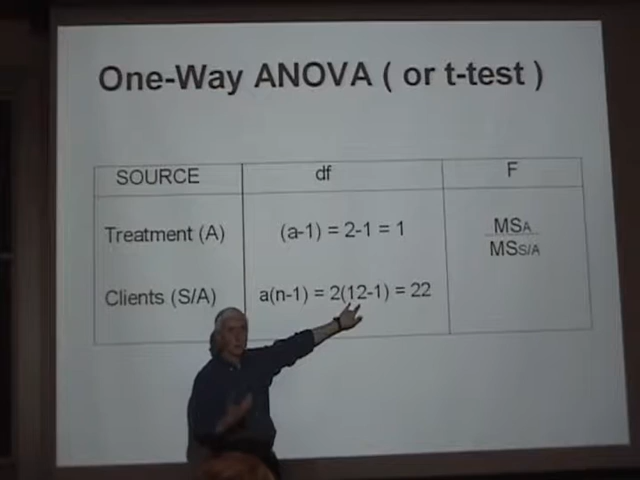 One-Way ANOVA ( or t-test )
SOURCE df F
Treatment (A) (a-1) = 2-1 = 1 MSA
MSS/A
Clients (S/A) a(n-1) = 2(12-1) = 22